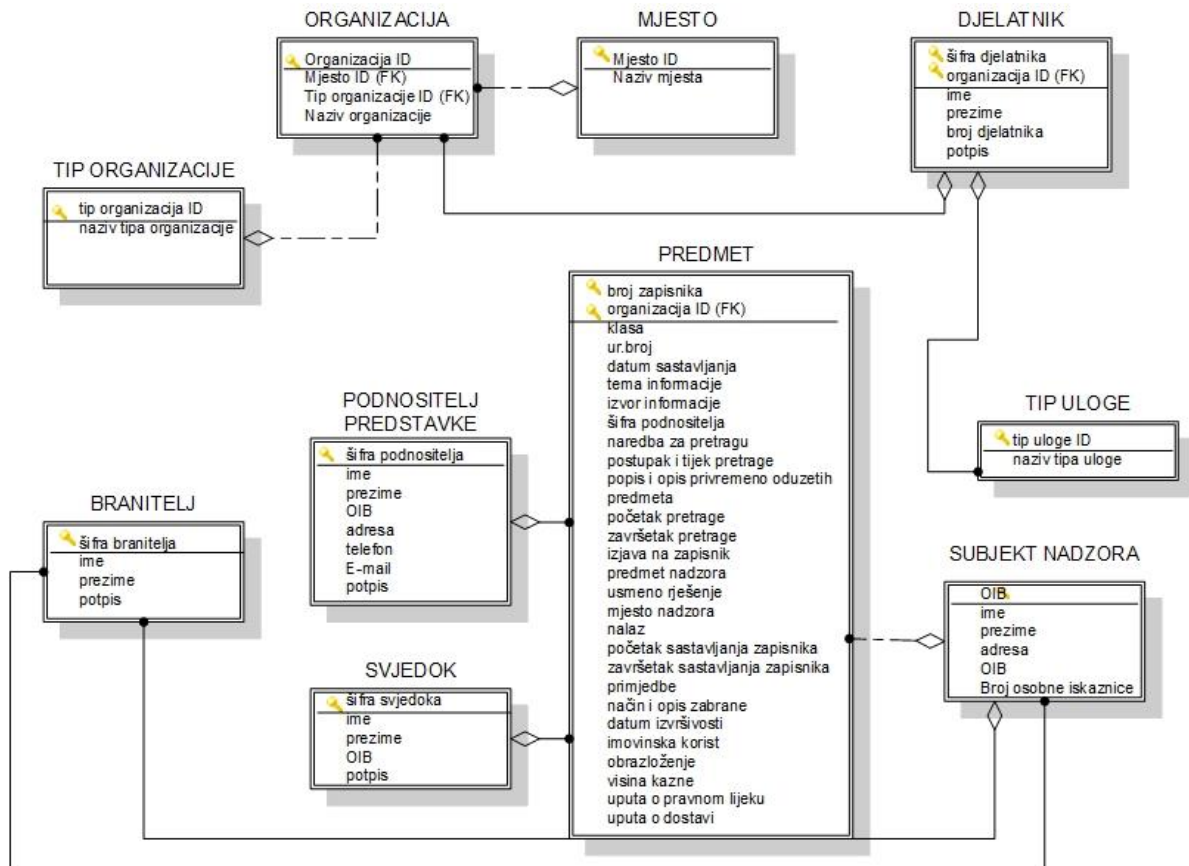 ORGANIZACIJA
Organizacija ID
Mjesto ID (FK)
Tip organizacije ID (FK)
Naziv organizacije
MJESTO
Mjesto ID
Naziv mjesta
DJELATNIK
šifra djelatnika
organizacija ID (FK)
ime
prezime
broj djelatnika
potpis
TIP ORGANIZACIJE
tip organizacija ID
naziv tipa organizacije
PREDMET
broj zapisnika
organizacija ID (FK)
klasa
ur.broj
datum sastavljanja
tema informacije
izvor informacije
šifra podnositelja
naredba za pretragu
postupak i tijek pretrage
popis i opis privremeno oduzetih
predmeta
početak pretrage
završetak pretrage
izjava na zapisnik
predmet nadzora
usmeno rješenje
mjesto nadzora
nalaz
početak sastavljanja zapisnika
završetak sastavljanja zapisnika
primjedbe
način i opis zabrane
datum izvršivosti
imovinska korist
obrazloženje
visina kazne
uputa o pravnom lijeku
uputa o dostavi
PODNOSITELJ
PREDSTAVKE
šifra podnositelja
ime
prezime
OIB
adresa
telefon
E-mail
potpis
TIP ULOGE
tip uloge ID
naziv tipa uloge
BRANITELJ
šifra branitelja
ime
prezime
potpis
SUBJEKT NADZORA
OIB
ime
prezime
adresa
OIB
Broj osobne iskaznice
SVJEDOK
šifra svjedoka
ime
prezime
OIB
potpis